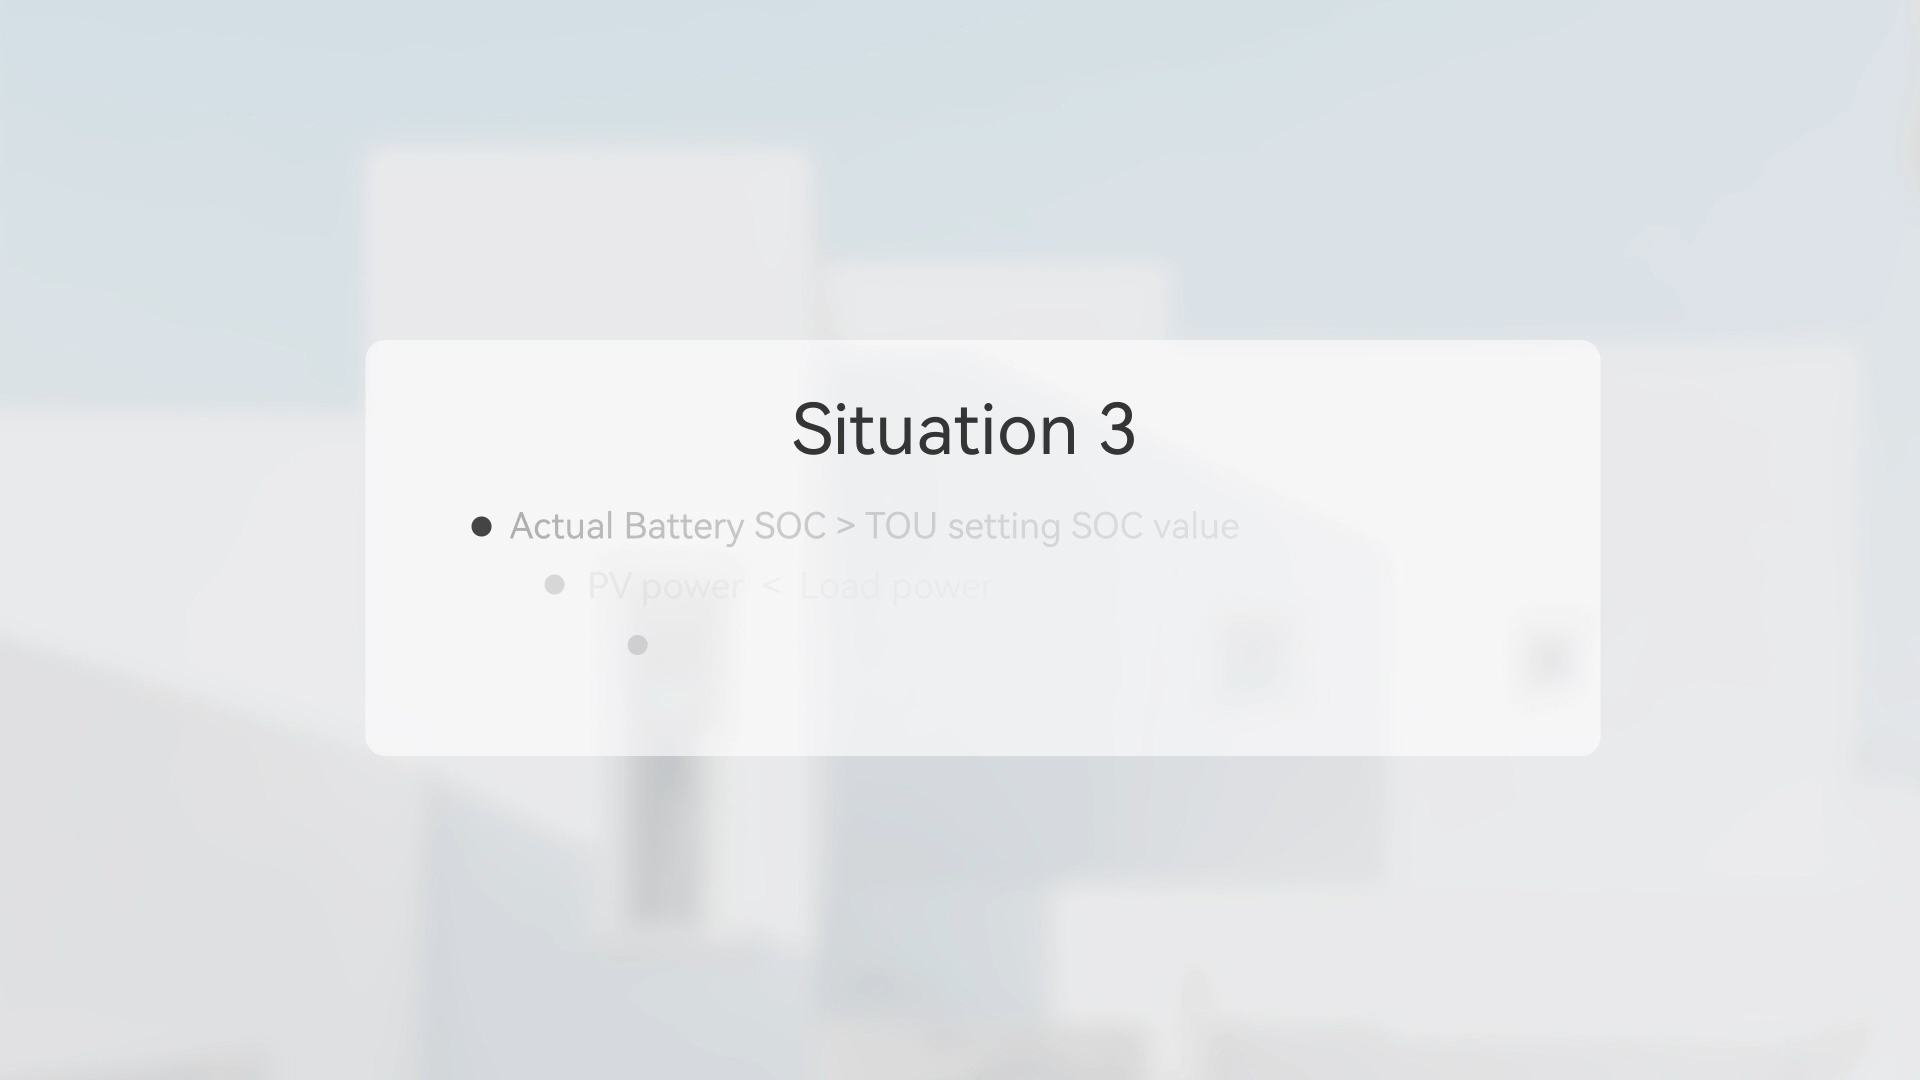 Situation 3
Actual Battery SOC > TOU setting SOC value
PV power < Load power